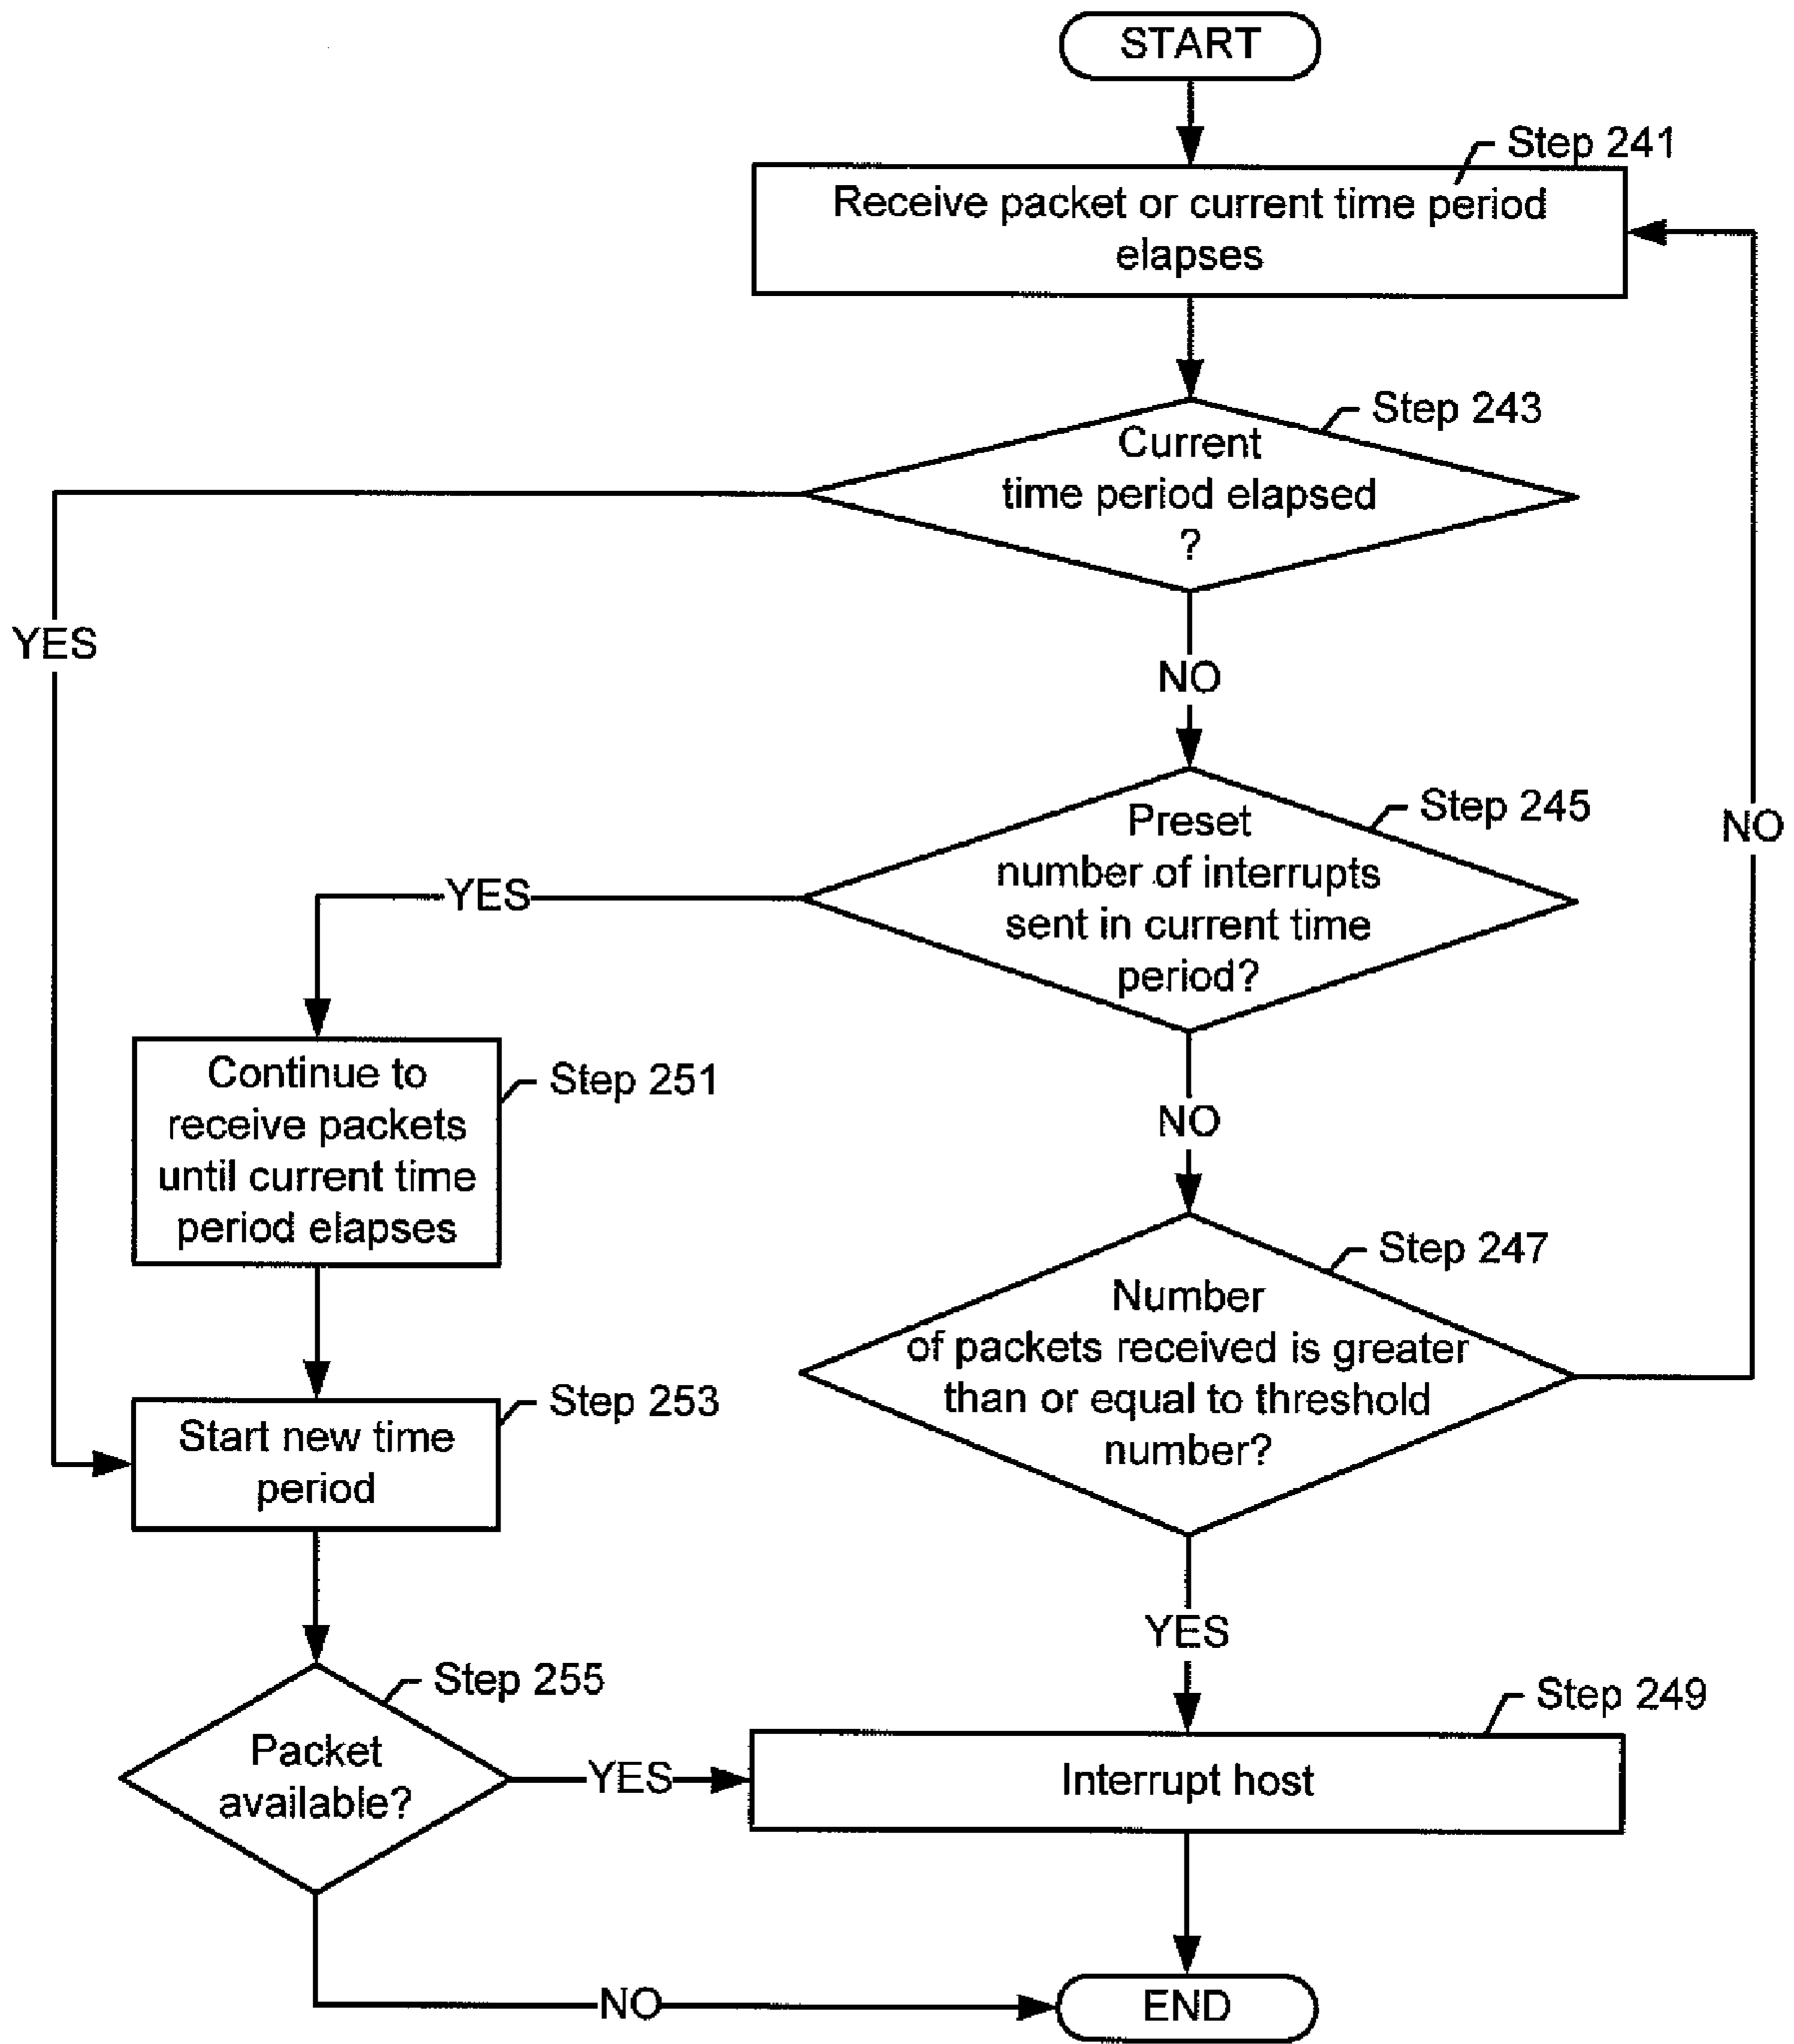 START
Step 241
Receive packet or current time period
elapses
Step 243
Current
time period elapsed
?
YES
NO
Step 245
Preset
number of interrupts
sent in current time
period?
NO
YES
Continue to
receive packets
until current time
period elapses
Step 251
NO
Step 247
Number
of packets received is greater
than or equal to threshold
number?
Step 253
Start new time
period
YES
Step 255
Packet
available?
YES
Step 249
Interrupt host
NO
END